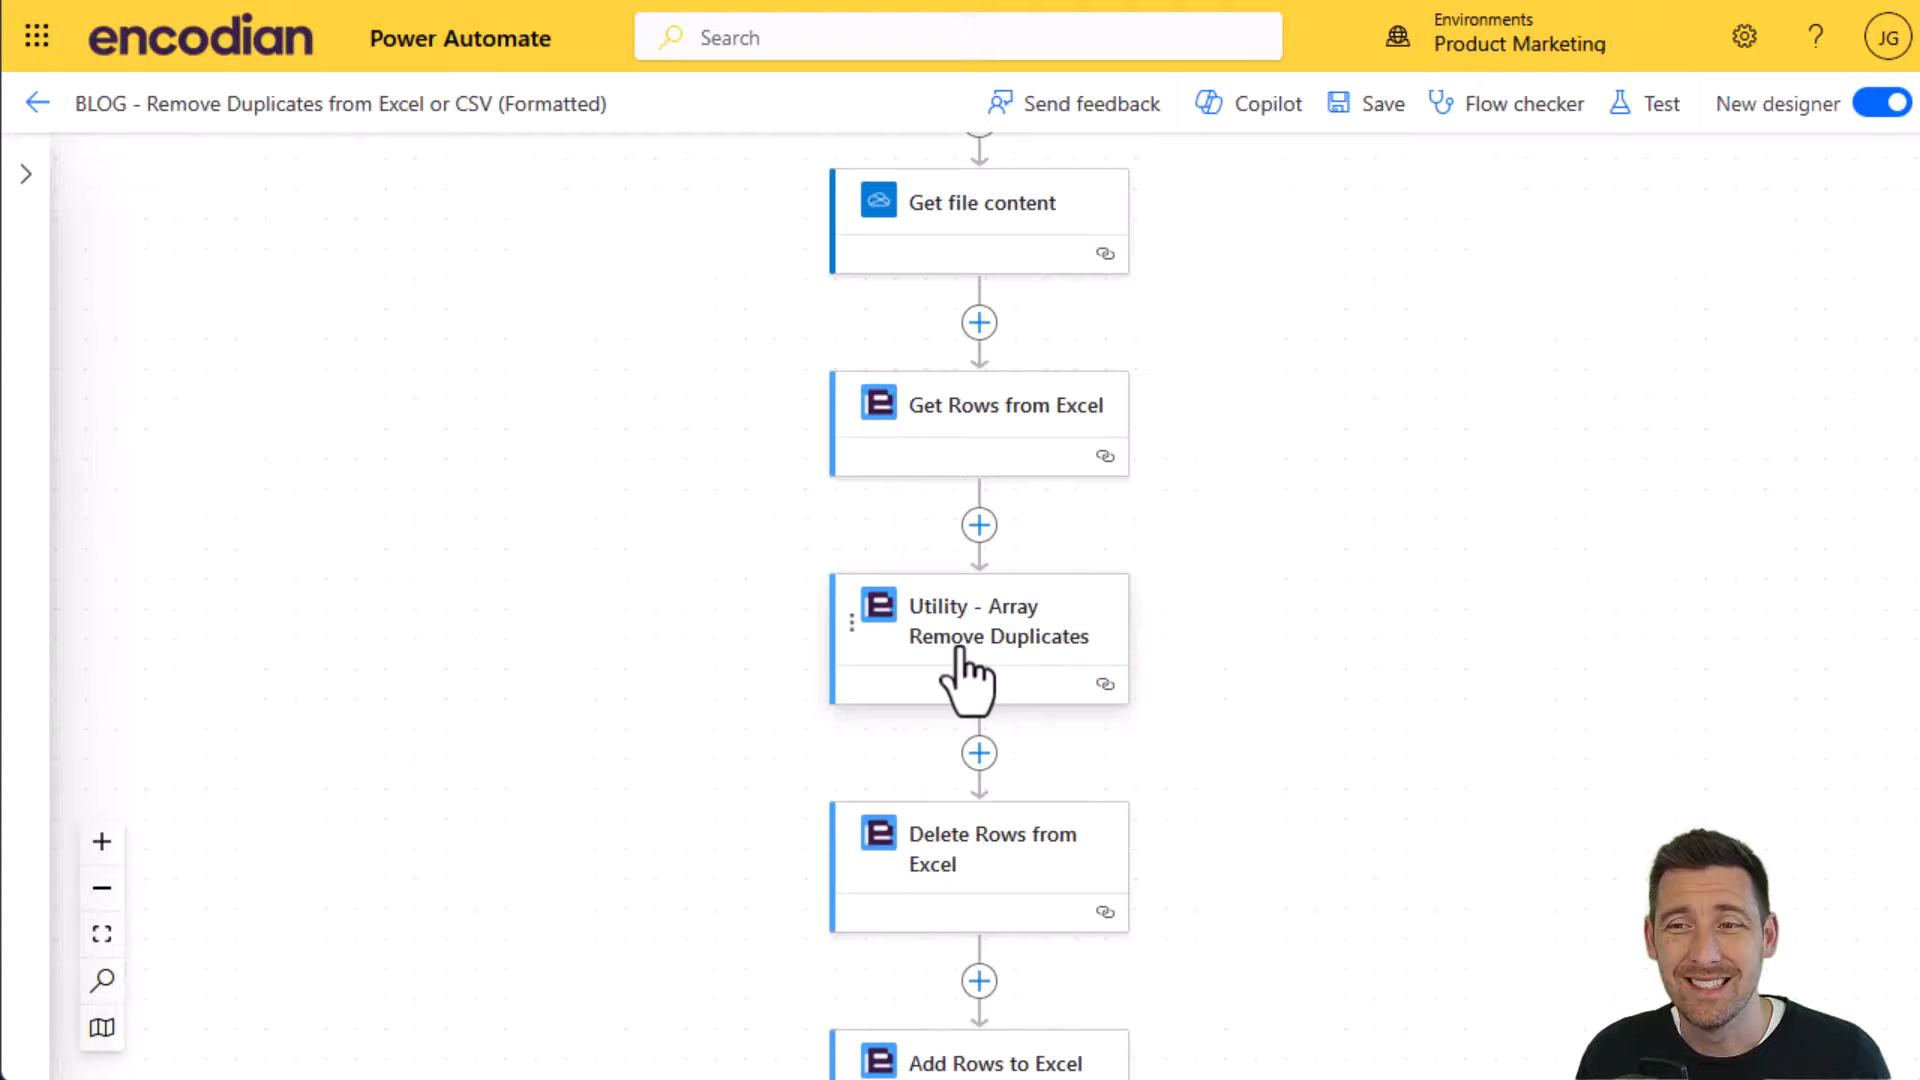 encodian
Power Automate
Search
Environments
Product Marketing
JG
BLOG - Remove Duplicates from Excel or CSV (Formatted)
Send feedback
Copilot
Save
Flow checker
Test
New designer
Get file content
Get Rows from Excel
Utility - Array
Remove Duplicates
Delete Rows from
Excel
Add Rows to Excel